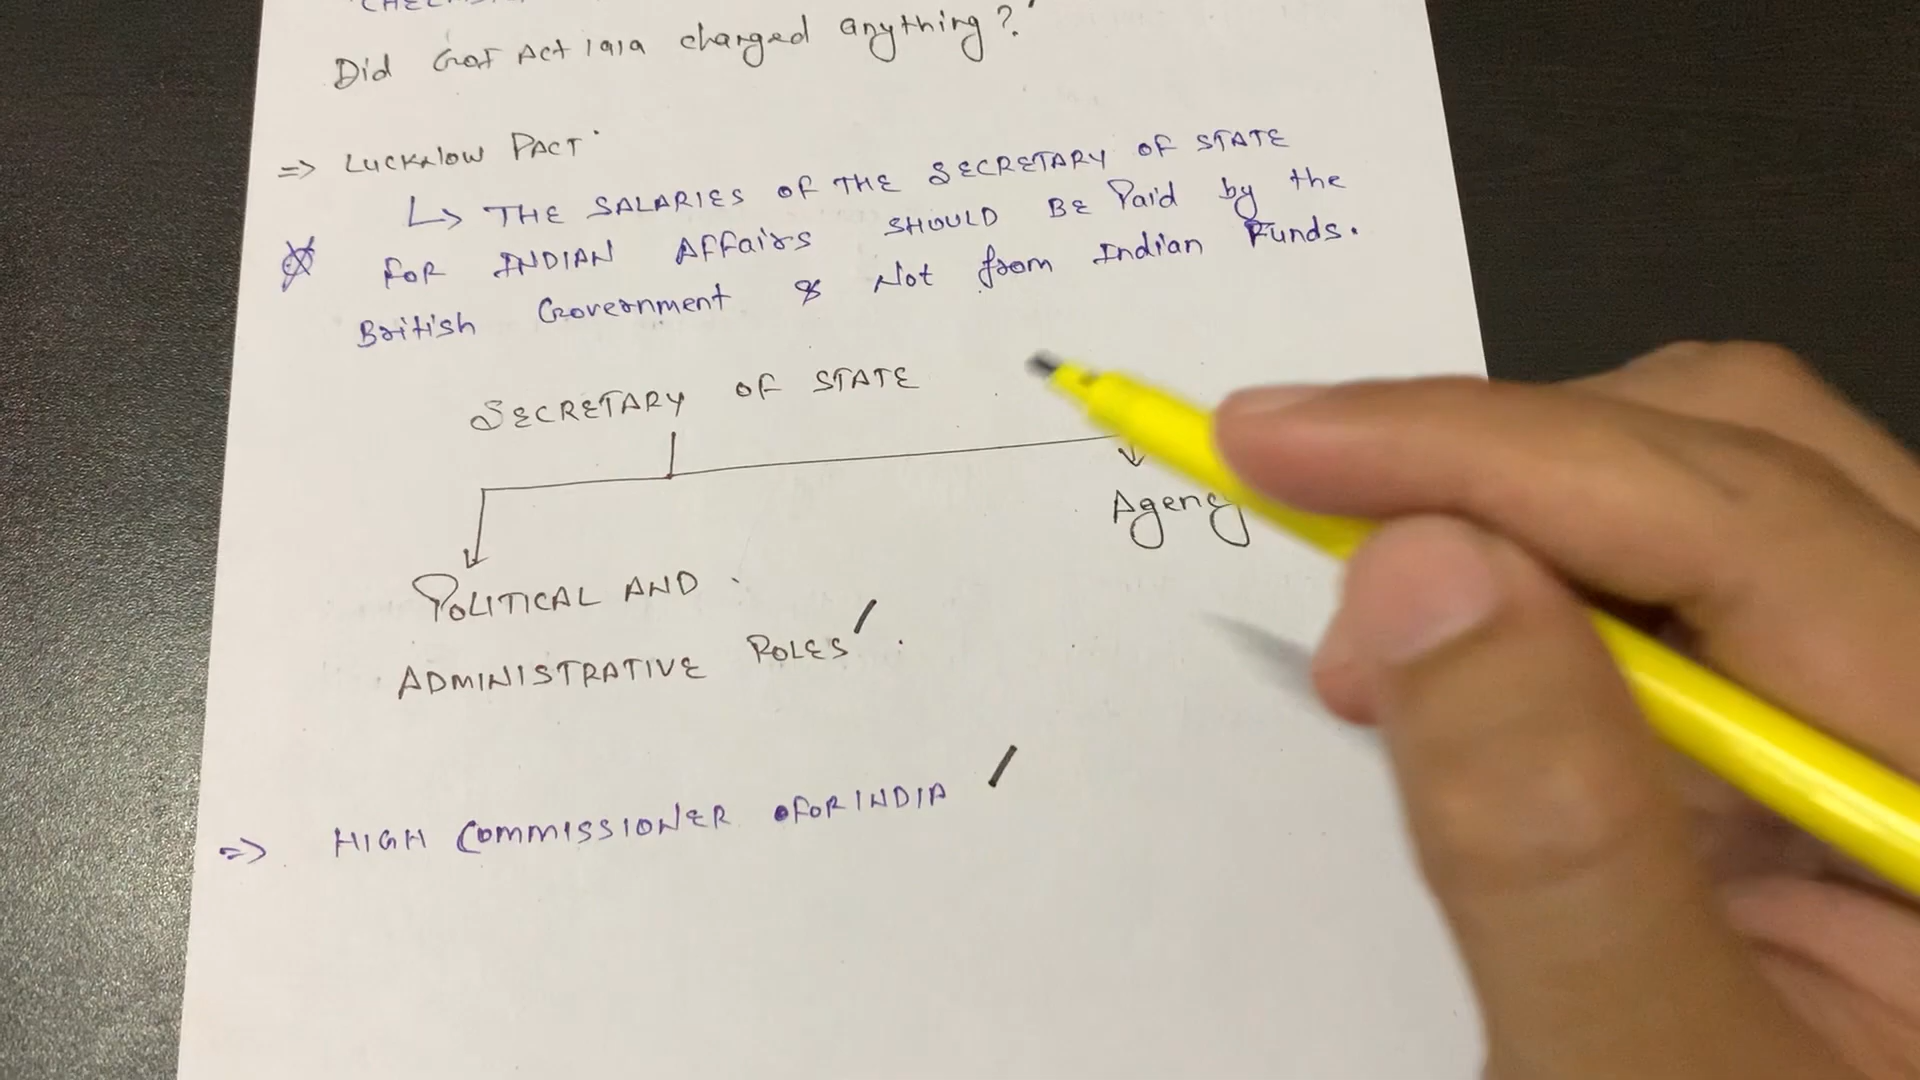 Did GoI Act 1919 changed anything?
=> LUCKNOW PACT
↳ THE SALARIES OF THE SECRETARY OF STATE
FOR INDIAN AFFairs SHOULD BE Paid by the
British Government & Not from Indian Funds.
SECRETARY OF STATE
Agency
POLITICAL AND
ADMINISTRATIVE ROLES
=> HIGH COMMISSIONER FOR INDIA